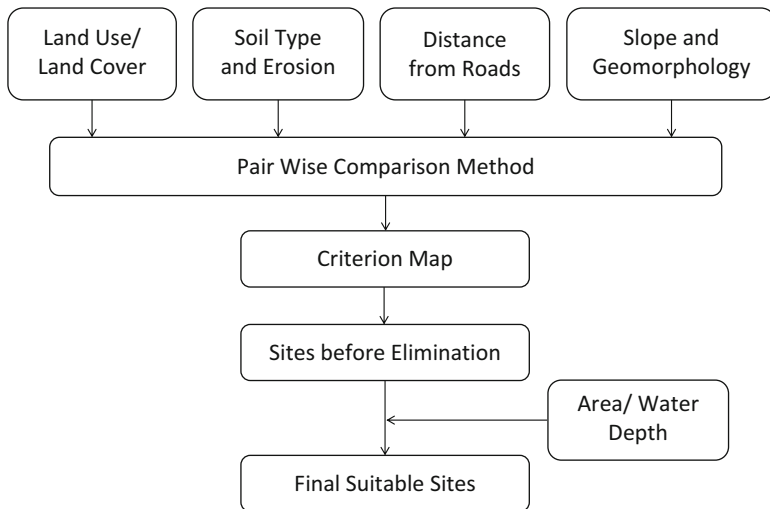 Land Use/
Land Cover
Soil Type
and Erosion
Distance
from Roads
Slope and
Geomorphology
Pair Wise Comparison Method
Criterion Map
Sites before Elimination
Area/ Water
Depth
Final Suitable Sites